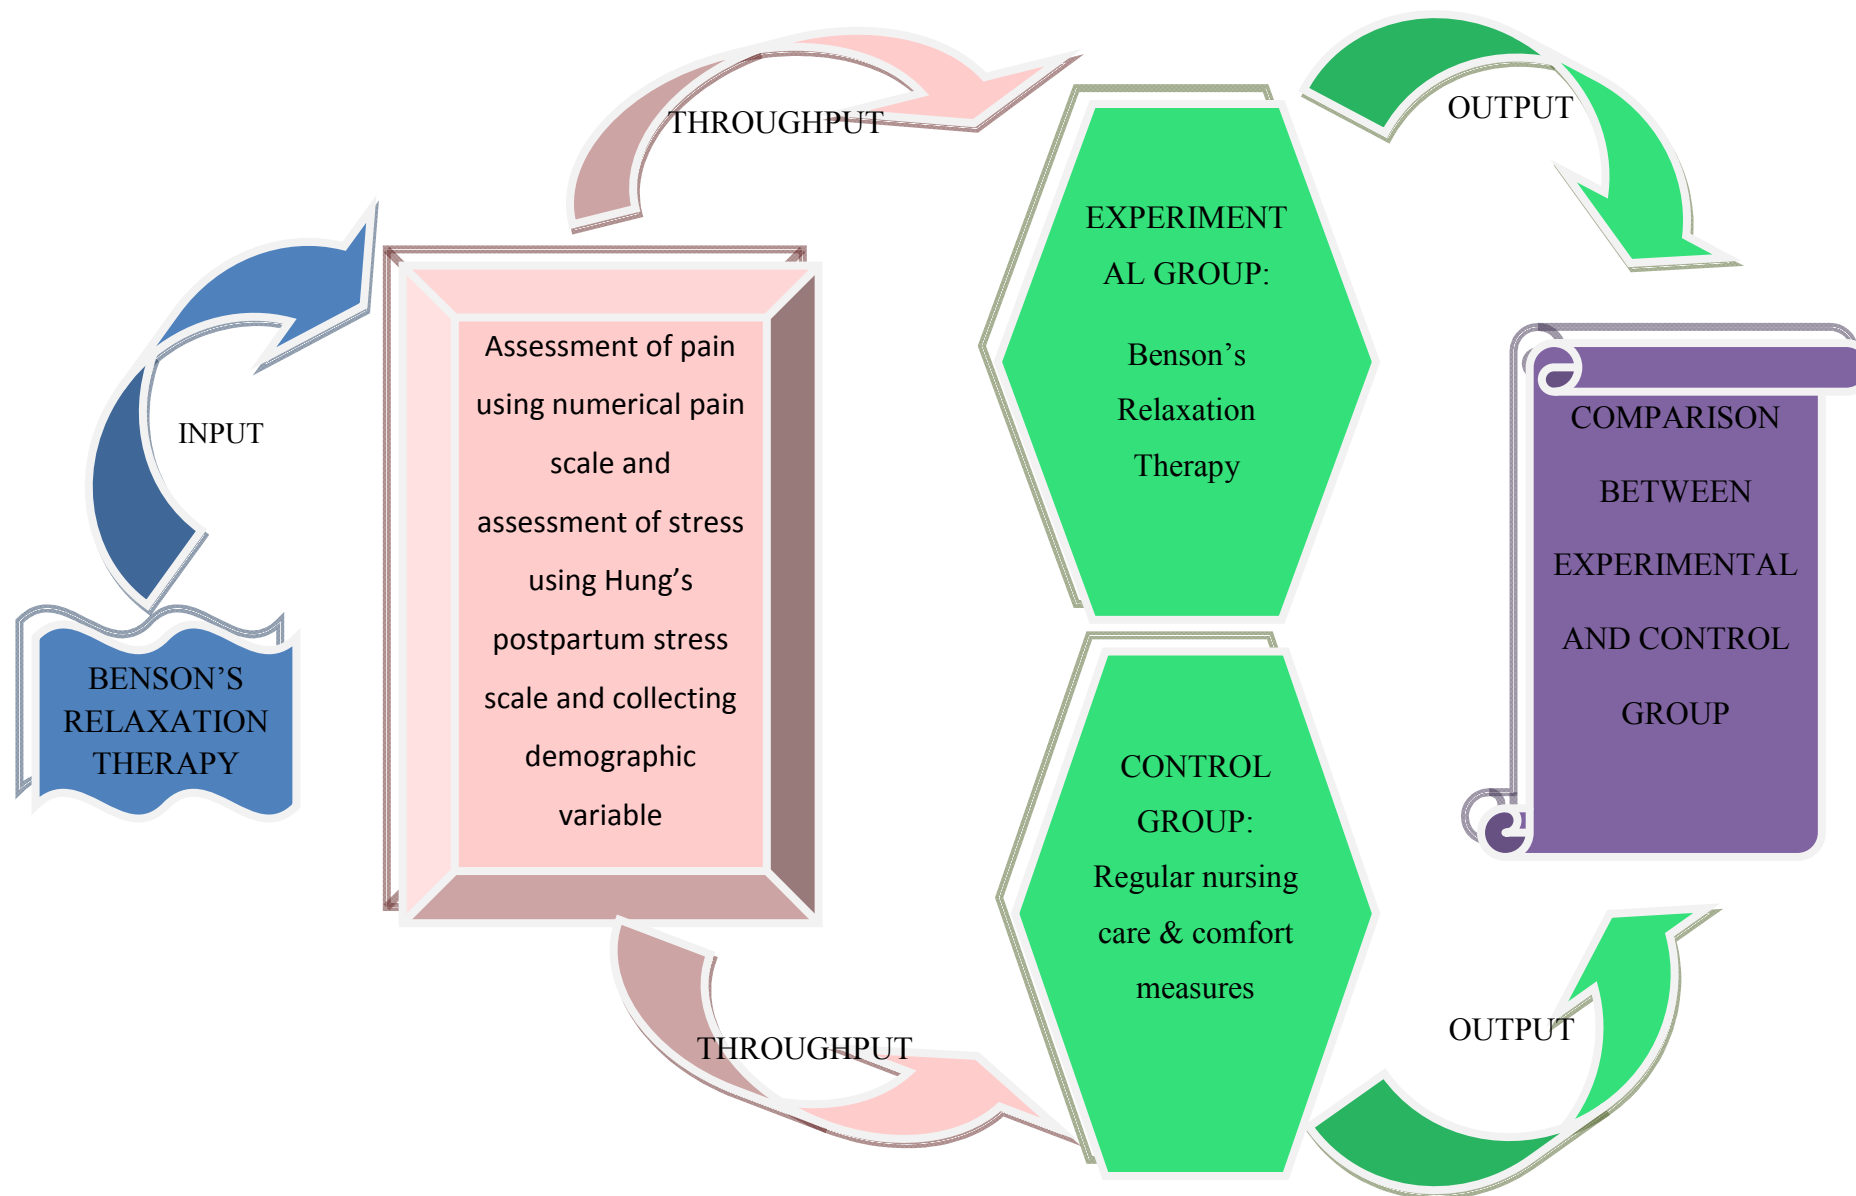 BENSON’S
RELAXATION
THERAPY
INPUT
Assessment of pain
using numerical pain
scale and
assessment of stress
using Hung’s
postpartum stress
scale and collecting
demographic
variable
THROUGHPUT
THROUGHPUT
EXPERIMENT
AL GROUP:
Benson’s
Relaxation
Therapy
CONTROL
GROUP:
Regular nursing
care & comfort
measures
OUTPUT
OUTPUT
COMPARISON
BETWEEN
EXPERIMENTAL
AND CONTROL
GROUP